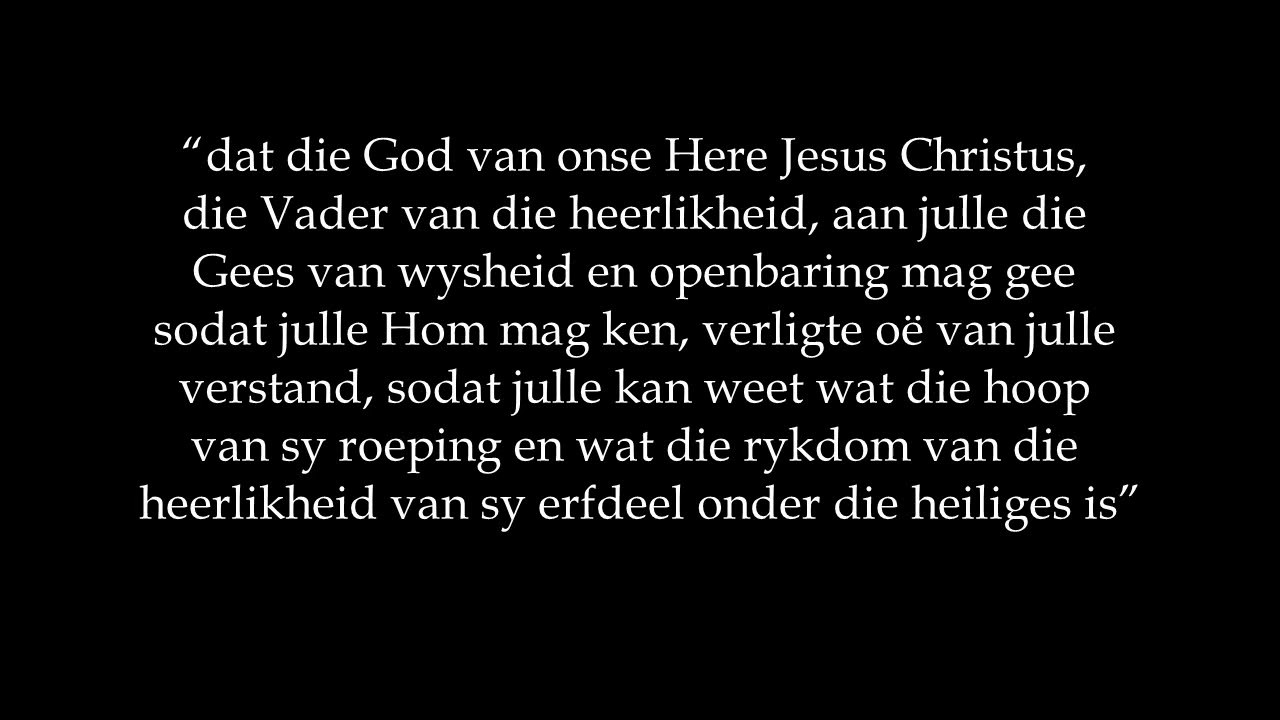 “dat die God van onse Here Jesus Christus,
die Vader van die heerlikheid, aan julle die
Gees van wysheid en openbaring mag gee
sodat julle Hom mag ken, verligte oë van julle
verstand, sodat julle kan weet wat die hoop
van sy roeping en wat die rykdom van die
heerlikheid van sy erfdeel onder die heiliges is”